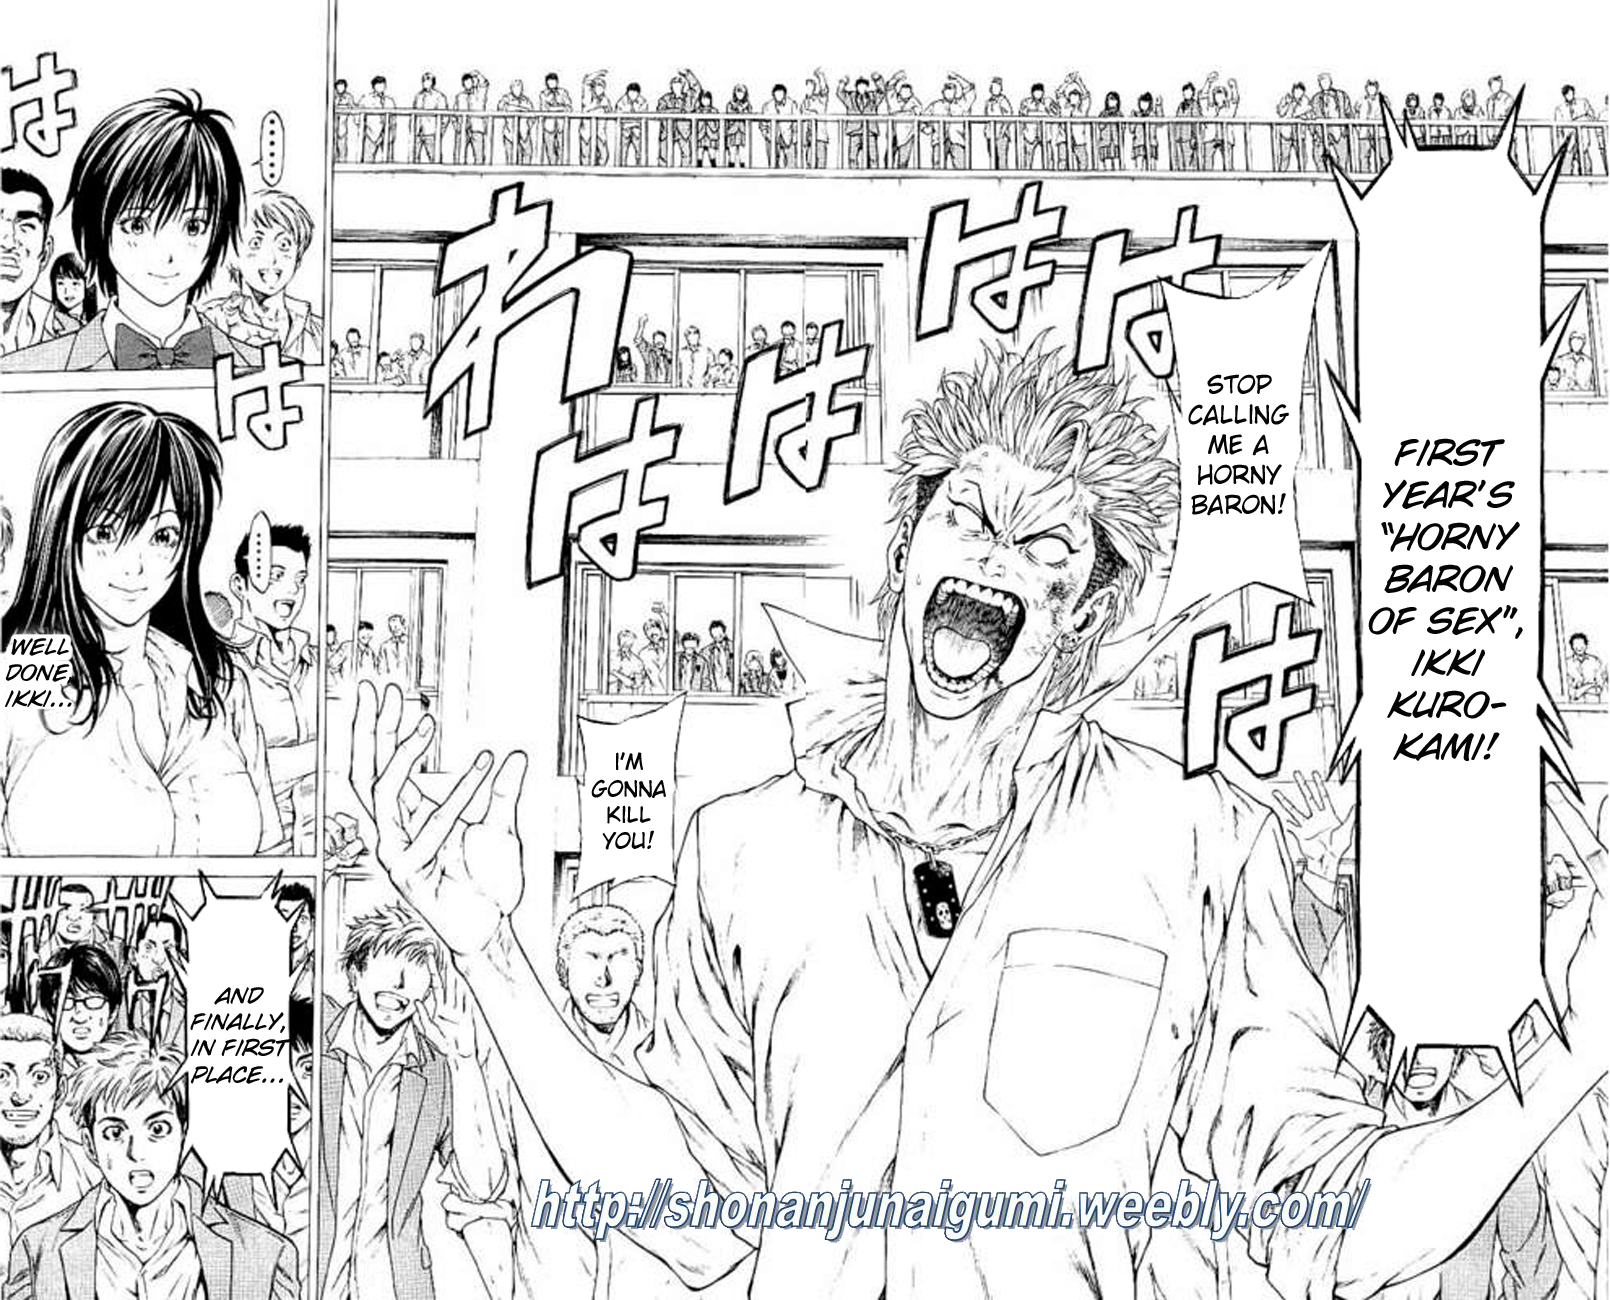 FIRST
YEAR'S
"HORNY
BARON
OF SEX",
IKKI
KURO-
KAMI!
STOP
CALLING
ME A
HORNY
BARON!
I'M
GONNA
KILL
YOU!
わははははは
は
......
は
......
WELL
DONE,
IKKI...
AND
FINALLY,
IN FIRST
PLACE...
http://shonanjunaigumi.weebly.com/